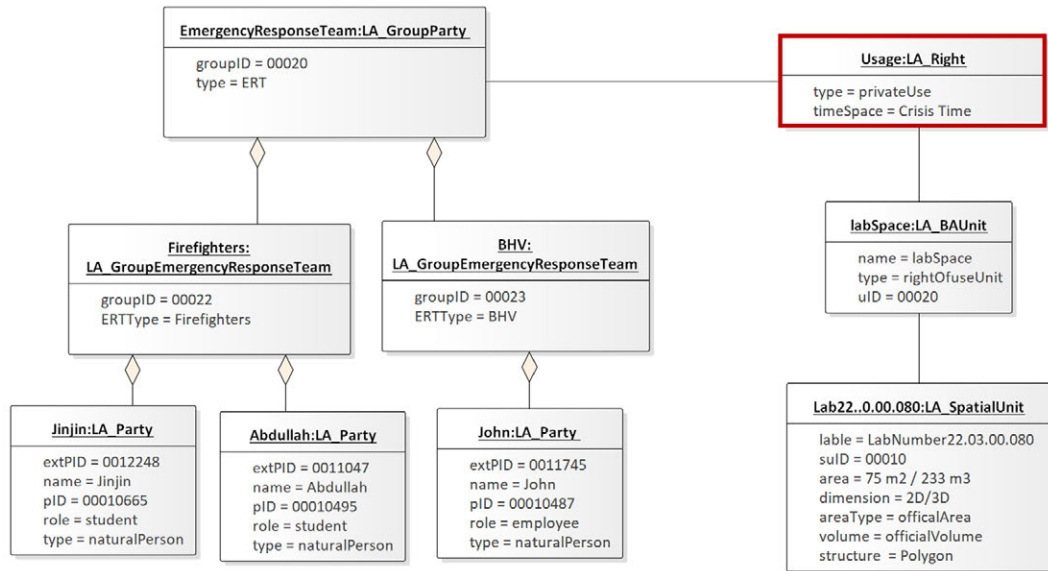 EmergencyResponseTeam:LA_GroupParty
groupID = 00020
type = ERT
Usage:LA_Right
type = privateUse
timeSpace = Crisis Time
Firefighters:
LA_GroupEmergencyResponseTeam
groupID = 00022
ERTType = Firefighters
BHV:
LA_GroupEmergencyResponseTeam
groupID = 00023
ERTType = BHV
labSpace:LA_BAUnit
name = labSpace
type = rightOfuseUnit
uID = 00020
Jinjin:LA_Party
extPID = 0012248
name = Jinjin
pID = 00010665
role = student
type = naturalPerson
Abdullah:LA_Party
extPID = 0011047
name = Abdullah
pID = 00010495
role = student
type = naturalPerson
John:LA_Party
extPID = 0011745
name = John
pID = 00010487
role = employee
type = naturalPerson
Lab22..0.00.080:LA_SpatialUnit
lable = LabNumber22.03.00.080
suID = 00010
area = 75 m2 / 233 m3
dimension = 2D/3D
areaType = officalArea
volume = officialVolume
structure = Polygon